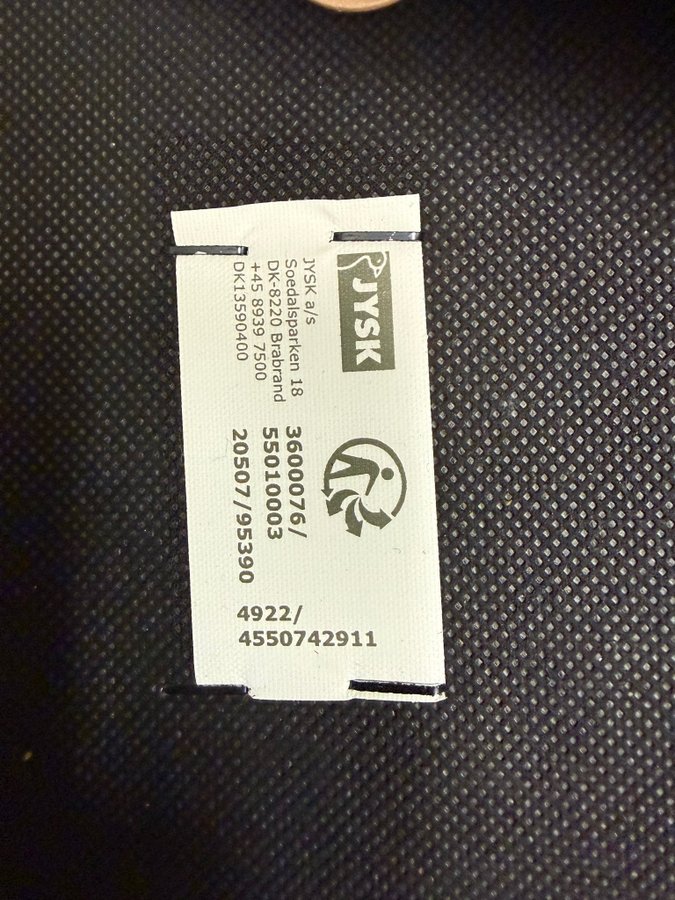 JYSK
JYSK a/s
Soedalsparken 18
DK-8220 Brabrand
+45 8939 7500
DK13590400
3600076/
55010003
20507/95390
4922/
4550742911